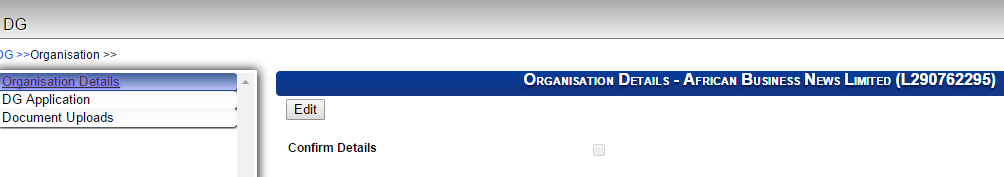 DG
DG >>Organisation >>
Organisation Details
DG Application
Document Uploads
Organisation Details - African Business News Limited (L290762295)
Edit
Confirm Details